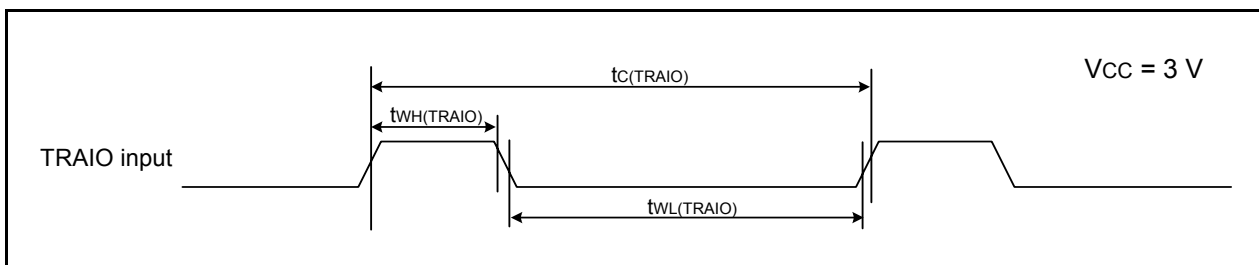 tC(TRAIO)
VCC = 3 V
tWH(TRAIO)
TRAIO input
tWL(TRAIO)